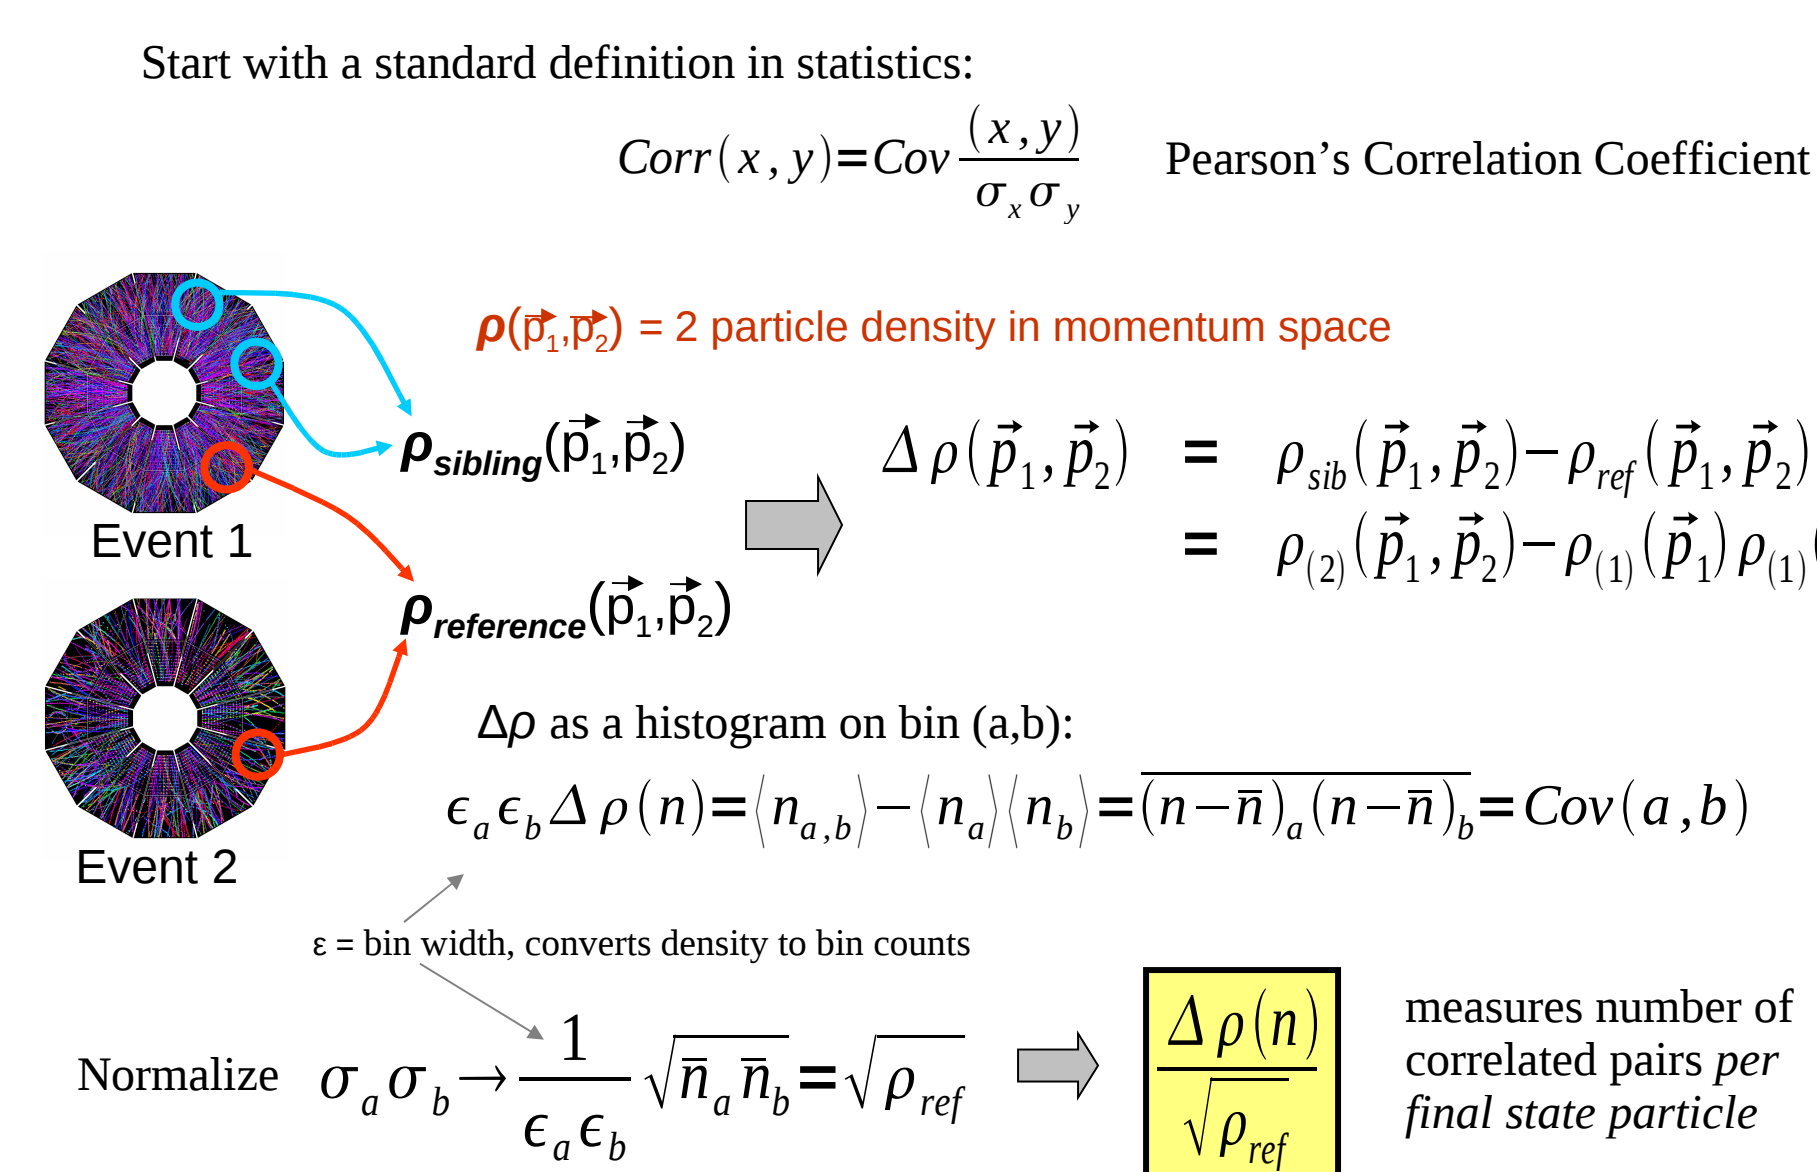 Start with a standard definition in statistics:
Corr(x,y)=Cov (x,y) / σ_x σ_y    Pearson’s Correlation Coefficient
ρ(p⃗1,p⃗2) = 2 particle density in momentum space
ρ_sibling(p⃗1,p⃗2)
Δρ(p⃗1,p⃗2) = ρ_sib(p⃗1,p⃗2)−ρ_ref(p⃗1,p⃗2)
= ρ_(2)(p⃗1,p⃗2)−ρ_(1)(p⃗1)ρ_(1)(
Event 1
ρ_reference(p⃗1,p⃗2)
Δρ as a histogram on bin (a,b):
ϵ_a ϵ_b Δρ(n)=⟨n_a,b⟩−⟨n_a⟩⟨n_b⟩=\overline{(n−n̄)_a(n−n̄)_b}=Cov(a,b)
Event 2
ε = bin width, converts density to bin counts
Normalize σ_a σ_b → 1 / ϵ_a ϵ_b √(n̄_a n̄_b)=√ρ_ref
Δρ(n) / √ρ_ref
measures number of
correlated pairs per
final state particle